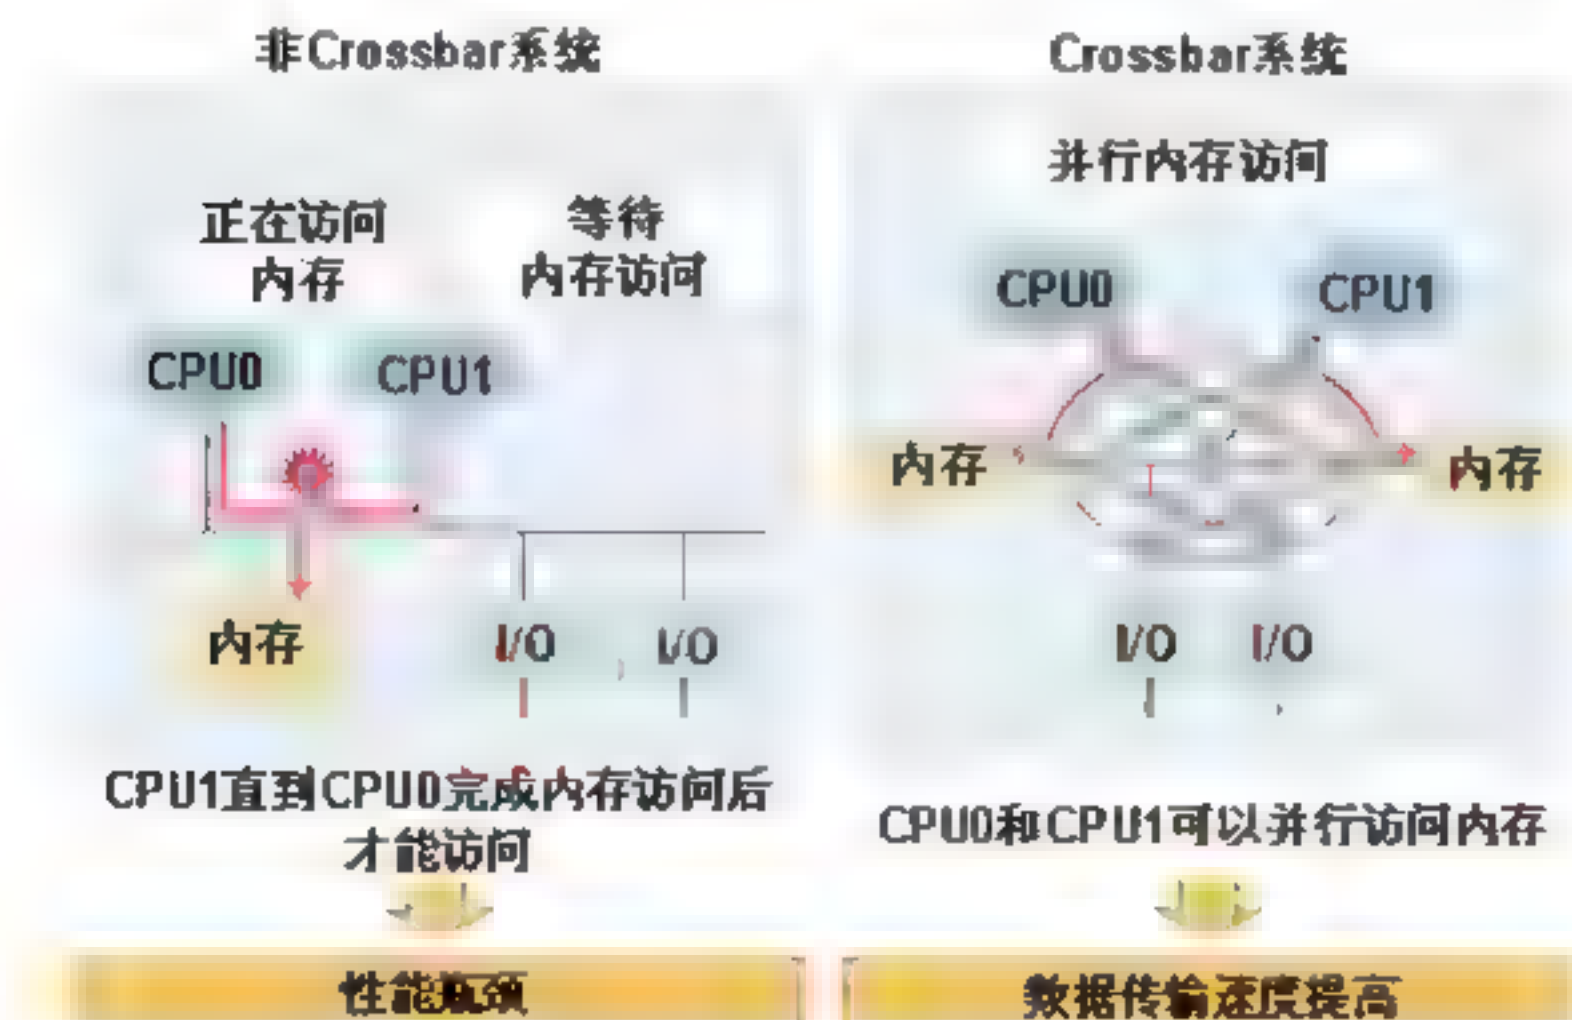 非Crossbar系统
正在访问
内存
等待
内存访问
CPU0
CPU1
内存
I/O
I/O
CPU1直到CPU0完成内存访问后
才能访问
性能瓶颈
Crossbar系统
并行内存访问
CPU0
CPU1
内存
内存
I/O
I/O
CPU0和CPU1可以并行访问内存
数据传输速度提高